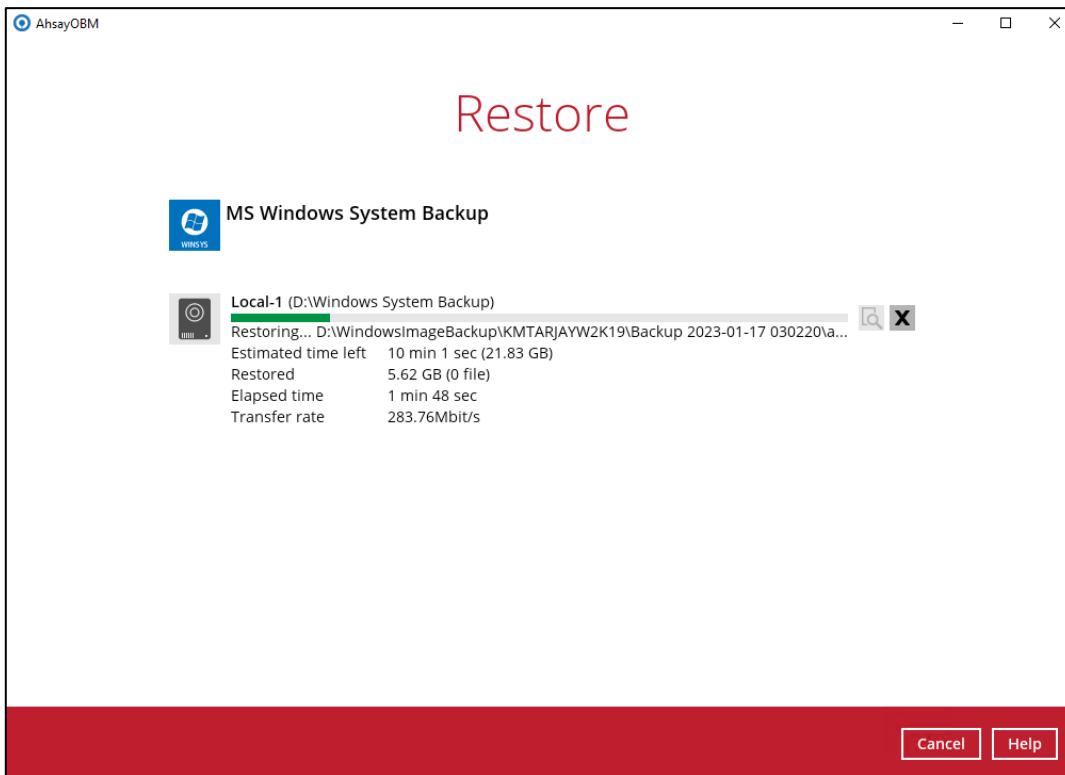 AhsayOBM
Restore
MS Windows System Backup
WINSYS
Local-1 (D:\Windows System Backup)
Restoring... D:\WindowsImageBackup\KMTARJAYW2K19\Backup 2023-01-17 030220\a...
Estimated time left 10 min 1 sec (21.83 GB)
Restored 5.62 GB (0 file)
Elapsed time 1 min 48 sec
Transfer rate 283.76Mbit/s
Cancel Help